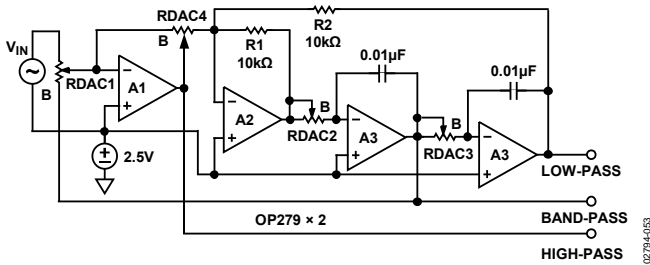 RDAC4
B
R2
10kΩ
R1
10kΩ
VIN
B
RDAC1
A1
A2
0.01µF
B
RDAC2
A3
0.01µF
B
RDAC3
A3
2.5V
LOW-PASS
BAND-PASS
OP279 × 2
HIGH-PASS
02794-053
− + − + − + − + ±